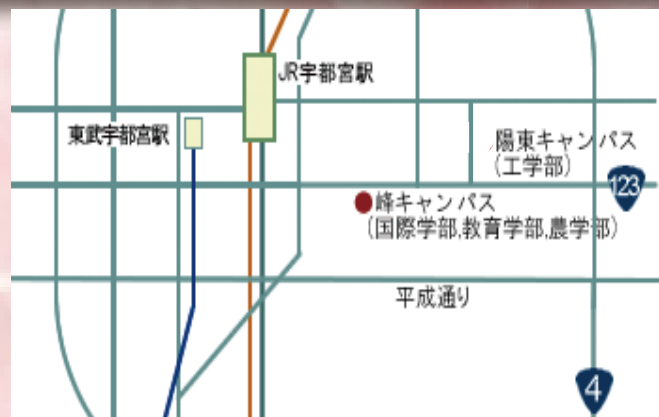 JR宇都宮駅
東武宇都宮駅
陽東キャンパス
(工学部)
123
峰キャンパス
(国際学部,教育学部,農学部)
平成通り
4